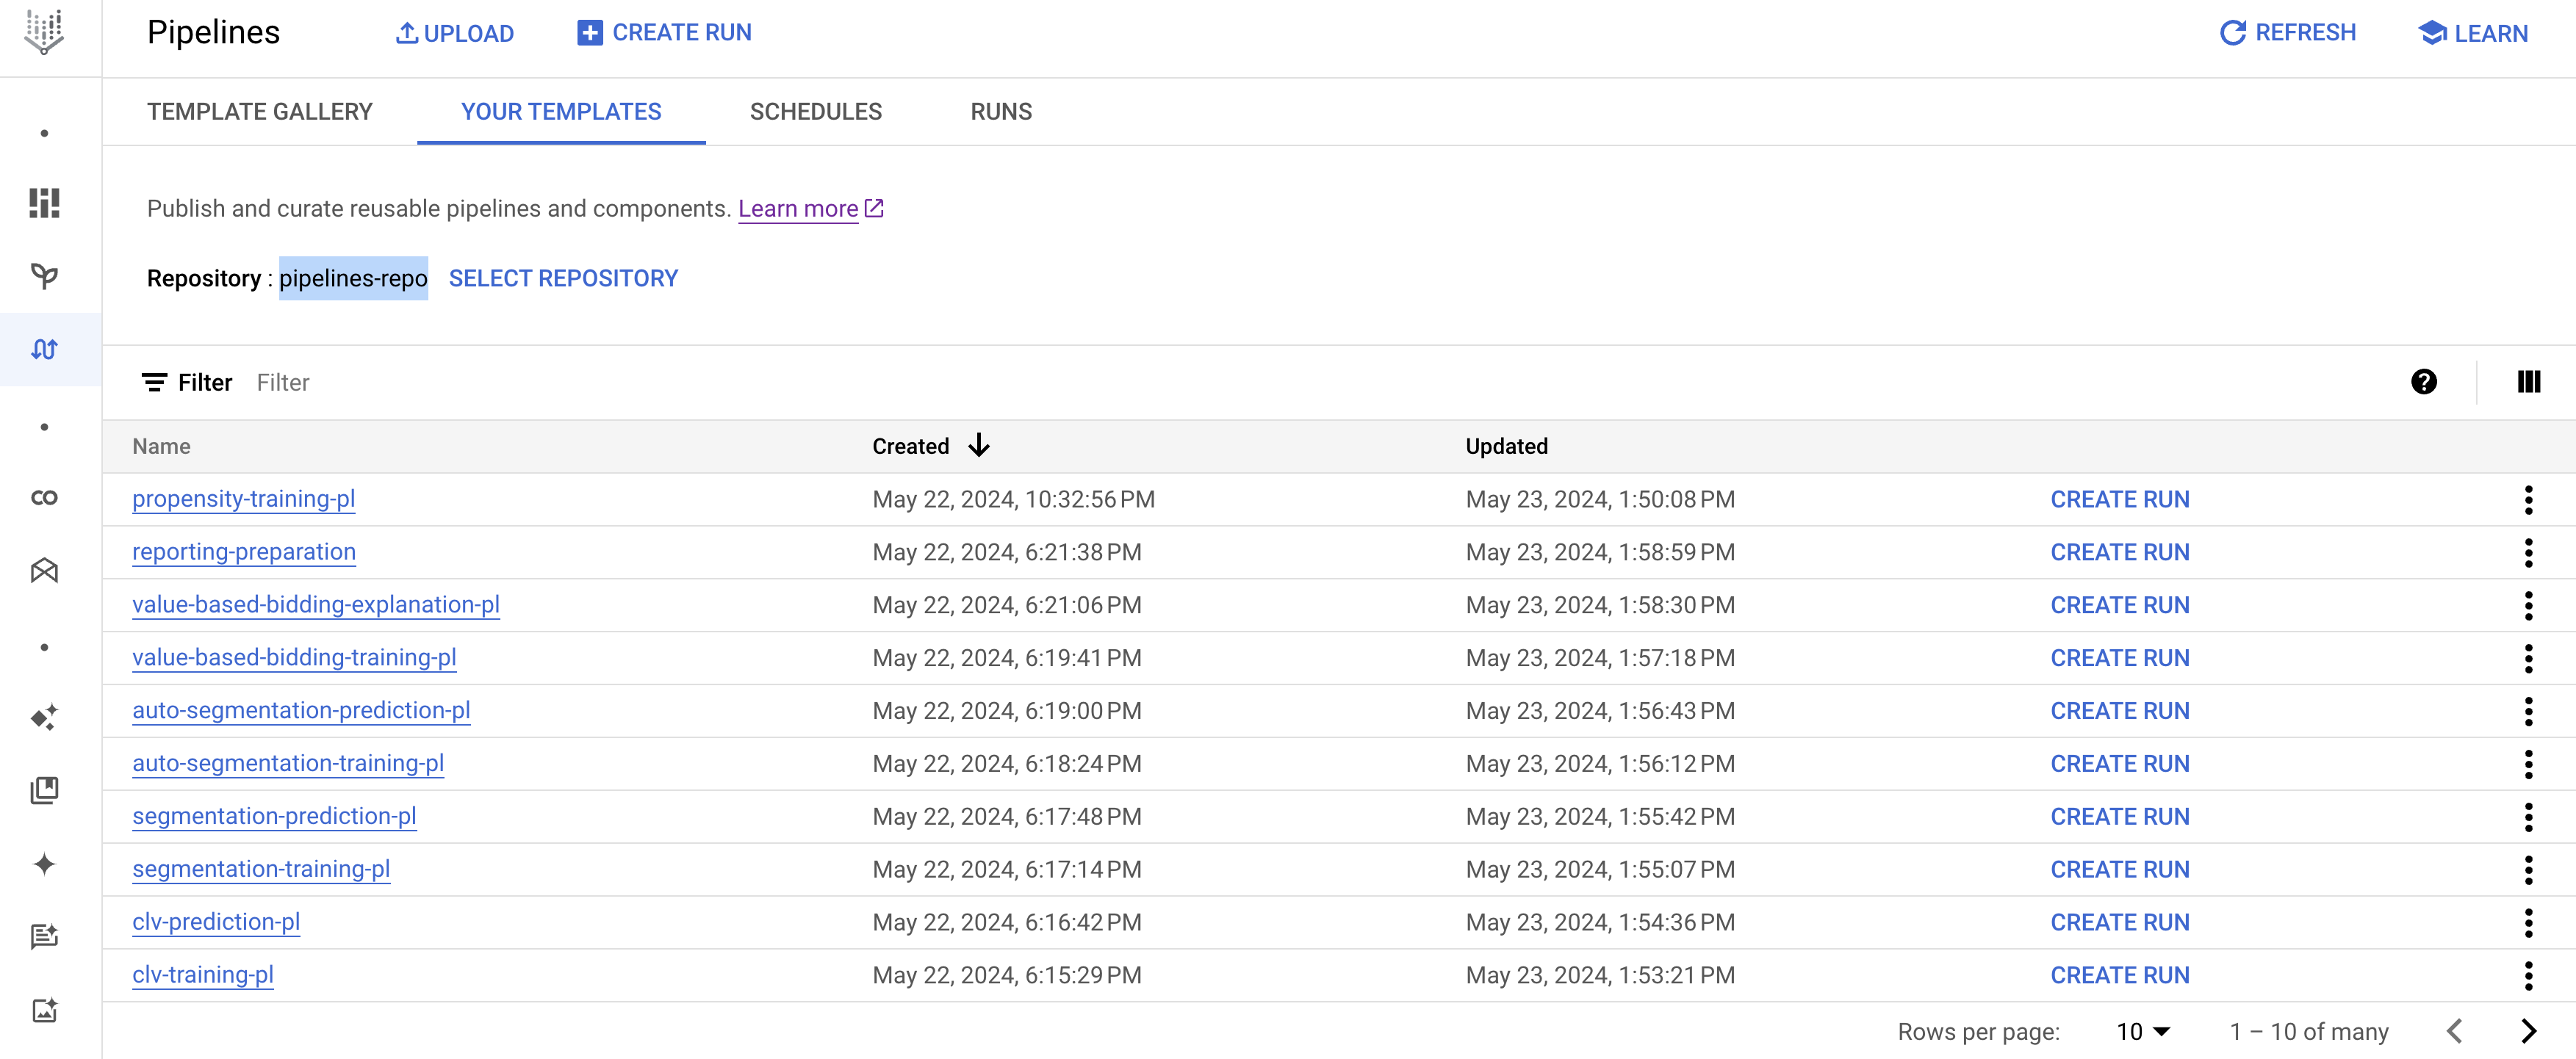 Pipelines UPLOAD CREATE RUN REFRESH LEARN
TEMPLATE GALLERY YOUR TEMPLATES SCHEDULES RUNS
Publish and curate reusable pipelines and components. Learn more
Repository : pipelines-repo SELECT REPOSITORY
Filter Filter
Name Created Updated
propensity-training-pl May 22, 2024, 10:32:56 PM May 23, 2024, 1:50:08 PM CREATE RUN
reporting-preparation May 22, 2024, 6:21:38 PM May 23, 2024, 1:58:59 PM CREATE RUN
value-based-bidding-explanation-pl May 22, 2024, 6:21:06 PM May 23, 2024, 1:58:30 PM CREATE RUN
value-based-bidding-training-pl May 22, 2024, 6:19:41 PM May 23, 2024, 1:57:18 PM CREATE RUN
auto-segmentation-prediction-pl May 22, 2024, 6:19:00 PM May 23, 2024, 1:56:43 PM CREATE RUN
auto-segmentation-training-pl May 22, 2024, 6:18:24 PM May 23, 2024, 1:56:12 PM CREATE RUN
segmentation-prediction-pl May 22, 2024, 6:17:48 PM May 23, 2024, 1:55:42 PM CREATE RUN
segmentation-training-pl May 22, 2024, 6:17:14 PM May 23, 2024, 1:55:07 PM CREATE RUN
clv-prediction-pl May 22, 2024, 6:16:42 PM May 23, 2024, 1:54:36 PM CREATE RUN
clv-training-pl May 22, 2024, 6:15:29 PM May 23, 2024, 1:53:21 PM CREATE RUN
Rows per page: 10 1 – 10 of many